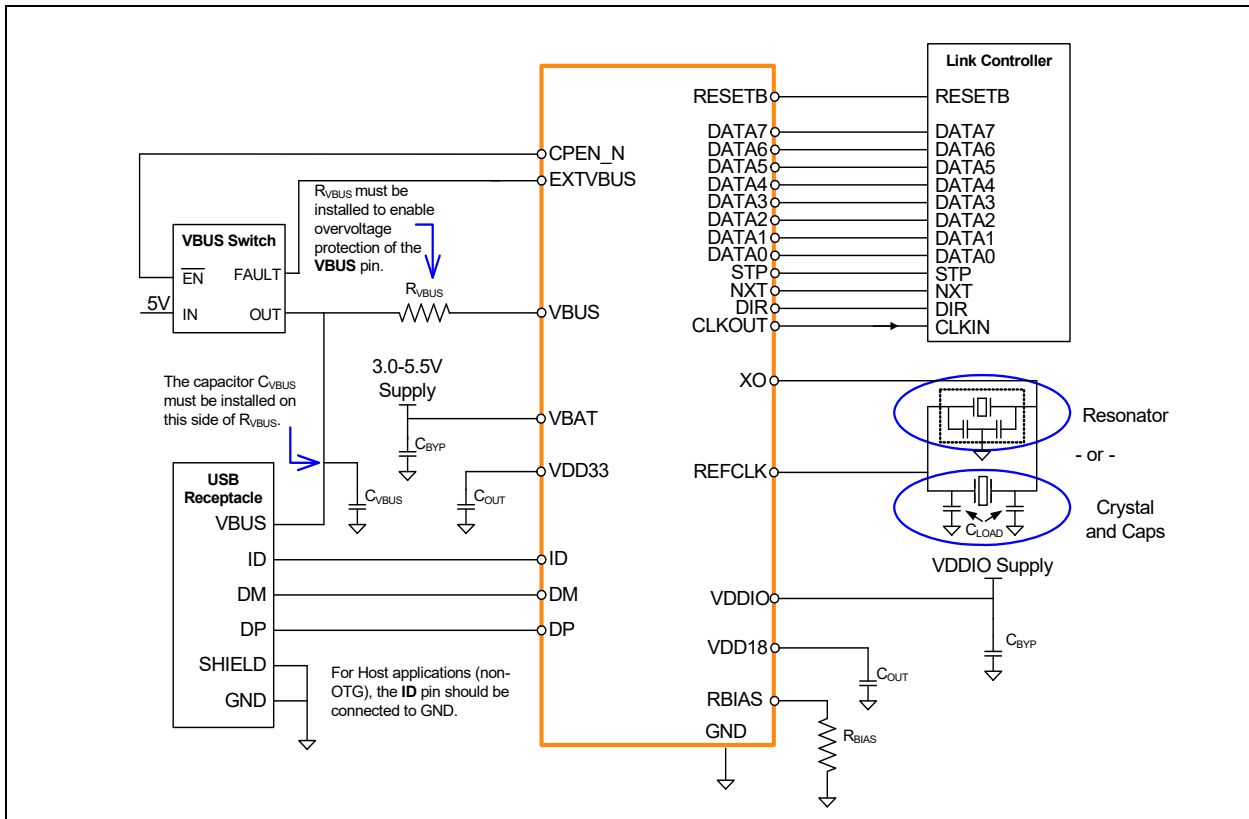 Link Controller
RESETB
RESETB
DATA7
DATA7
DATA6
DATA6
DATA5
DATA5
DATA4
DATA4
DATA3
DATA3
DATA2
DATA2
DATA1
DATA1
DATA0
DATA0
STP
STP
NXT
NXT
DIR
DIR
CLKOUT
CLKIN
CPEN_N
EXTVBUS
RVBUS must be
installed to enable
overvoltage
protection of the
VBUS pin.
VBUS Switch
EN
FAULT
5V
IN
OUT
RVBUS
VBUS
3.0-5.5V
Supply
The capacitor CVBUS
must be installed on
this side of RVBUS.
VBAT
CBYP
VDD33
COUT
CVBUS
XO
REFCLK
Resonator
- or -
Crystal
and Caps
CLOAD
USB
Receptacle
VBUS
ID
ID
DM
DM
DP
DP
SHIELD
GND
For Host applications (non-
OTG), the ID pin should be
connected to GND.
VDDIO Supply
VDDIO
CBYP
VDD18
COUT
RBIAS
RBIAS
GND